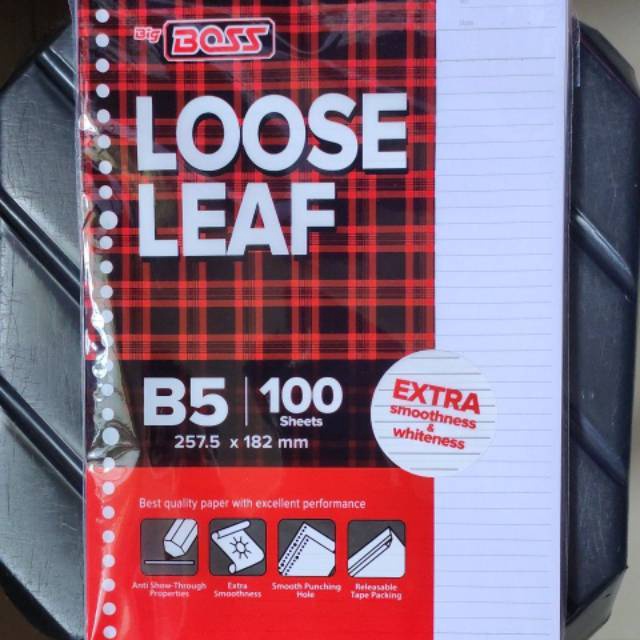 Big BOSS
LOOSE
LEAF
B5 | 100
Sheets
257.5 x 182 mm
EXTRA
smoothness
&
whiteness
Best quality paper with excellent performance
Anti Show-Through
Properties
Extra
Smoothness
Smooth Punching
Hole
Releasable
Tape Packing